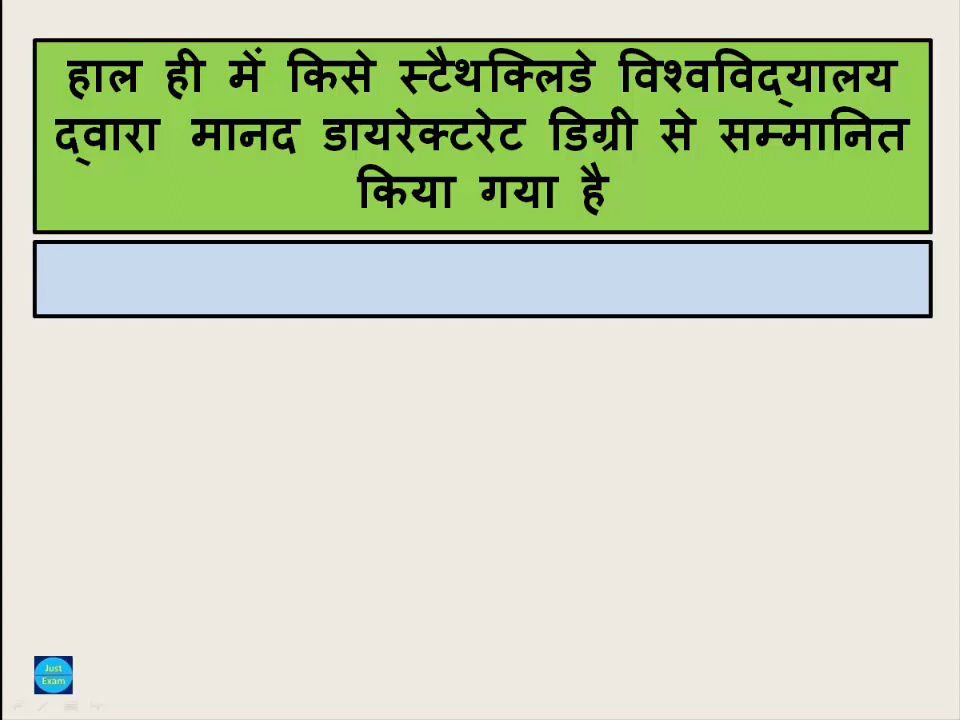 हाल ही में किसे स्टैथक्लिडे विश्वविद्यालय
द्वारा मानद डायरेक्टरेट डिग्री से सम्मानित
किया गया है
Just
Exam